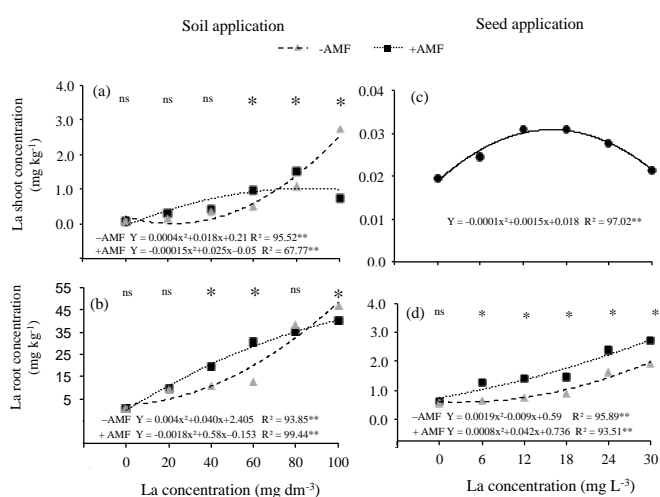 Soil application
Seed application
-AMF +AMF
La shoot concentration
(mg kg-1)
(a)
ns ns ns * * *
4.0
3.0
2.0
1.0
0.0
−AMF Y = 0.0004x²+0.018x+0.21 R² = 95.52**
+AMF Y = -0.00015x²+0.025x–0.05 R² = 67.77**
(c)
0.04
0.03
0.02
0.01
0.0
Y = -0.0001x²+0.0015x+0.018 R² = 97.02**
La root concentration
(mg kg-1)
(b)
ns ns * * ns *
55
45
35
25
15
5
−AMF Y = 0.004x²+0.040x+2.405 R² = 93.85**
+ AMF Y = -0.0018x²+0.58x–0.153 R² = 99.44**
0 20 40 60 80 100
La concentration (mg dm-3)
(d)
ns * * * * *
4.0
3.0
2.0
1.0
0.0
−AMF Y = 0.0019x²-0.009x+0.59 R² = 95.89**
+ AMF Y = 0.0008x²+0.042x+0.736 R² = 93.51**
0 6 12 18 24 30
La concentration (mg L-3)